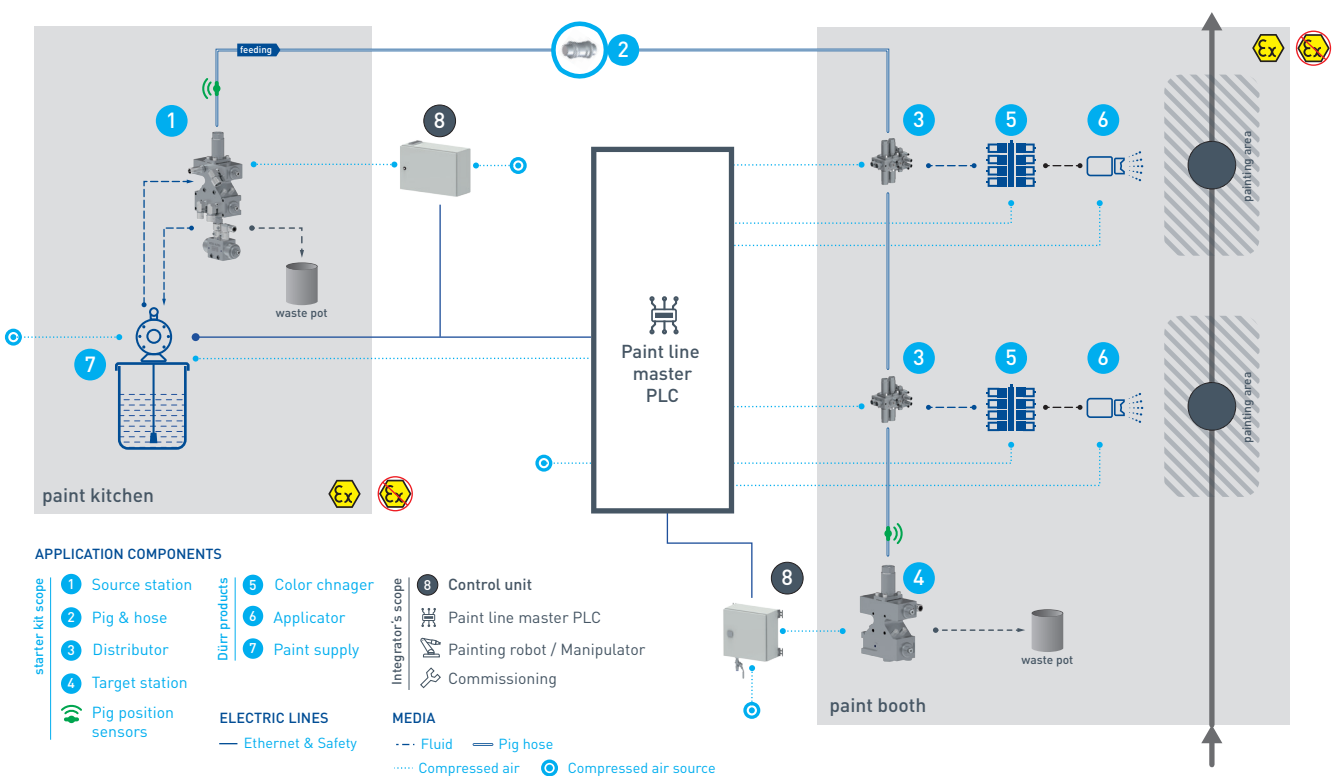 feeding
2
1
8
3
5
6
painting area
waste pot
7
Paint line
master
PLC
3
5
6
painting area
paint kitchen
Ex
Ex
Ex
Ex
8
4
waste pot
paint booth
APPLICATION COMPONENTS
starter kit scope
1 Source station
2 Pig & hose
3 Distributor
4 Target station
Pig position
sensors
Dürr products
5 Color chnager
6 Applicator
7 Paint supply
Integrator's scope
8 Control unit
Paint line master PLC
Painting robot / Manipulator
Commissioning
ELECTRIC LINES
Ethernet & Safety
MEDIA
Fluid
Pig hose
Compressed air
Compressed air source